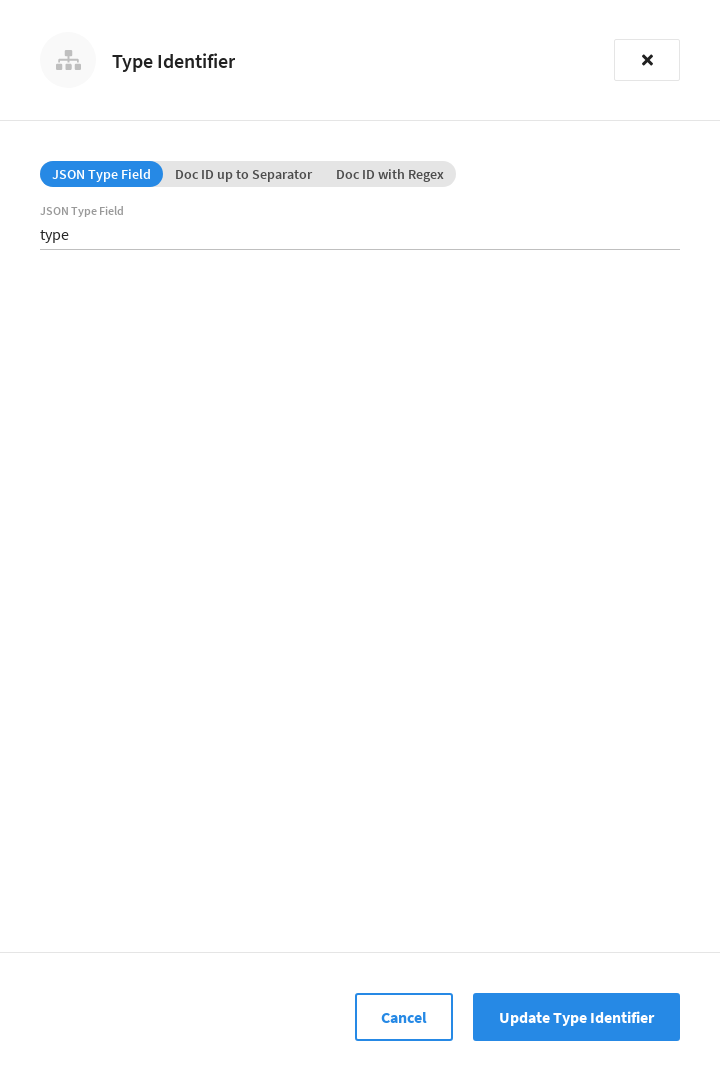 Type Identifier
JSON Type Field Doc ID up to Separator Doc ID with Regex
JSON Type Field
type
Cancel Update Type Identifier